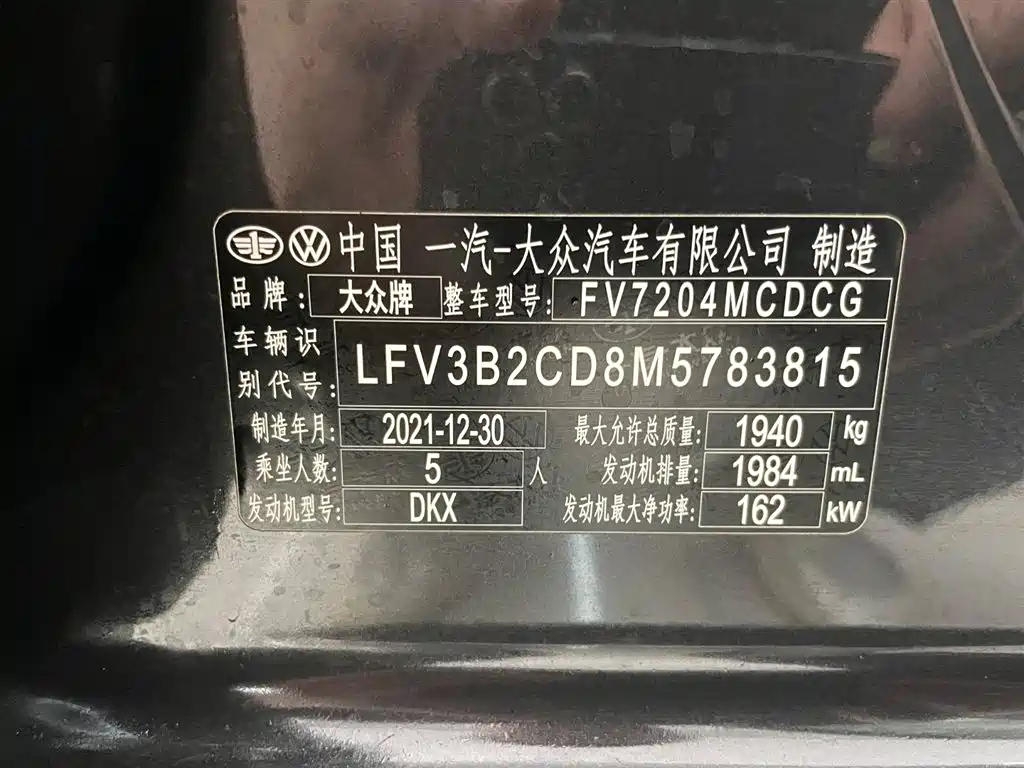 中国 一汽-大众汽车有限公司 制造
品牌: 大众牌 整车型号: FV7204MCDCG
车辆识
别代号: LFV3B2CD8M5783815
制造年月: 2021-12-30 最大允许总质量: 1940 kg
乘坐人数: 5 人 发动机排量: 1984 mL
发动机型号: DKX 发动机最大净功率: 162 kW